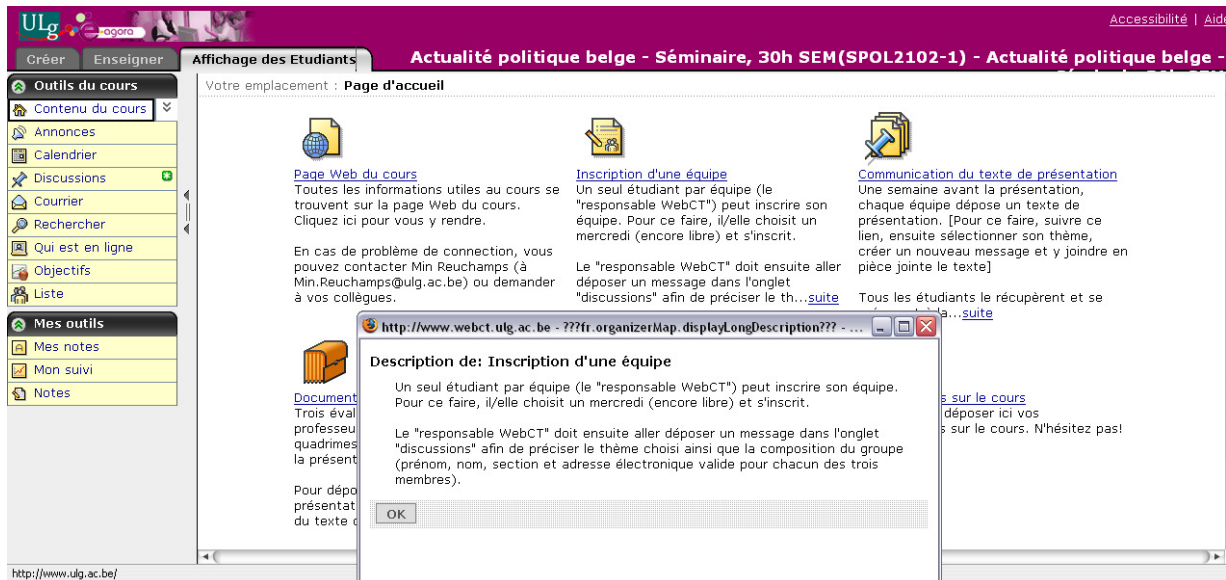 ULg e-agora
Accessibilité | Aide
Créer Enseigner Affichage des Etudiants
Actualité politique belge - Séminaire, 30h SEM(SPOL2102-1) - Actualité politique belge -
Outils du cours
Contenu du cours
Annonces
Calendrier
Discussions
Courrier
Rechercher
Qui est en ligne
Objectifs
Liste
Mes outils
Mes notes
Mon suivi
Notes
Votre emplacement : Page d'accueil
Page Web du cours
Toutes les informations utiles au cours se
trouvent sur la page Web du cours.
Cliquez ici pour vous y rendre.
En cas de problème de connection, vous
pouvez contacter Min Reuchamps (à
Min.Reuchamps@ulg.ac.be) ou demander
à vos collègues.
Inscription d'une équipe
Un seul étudiant par équipe (le
"responsable WebCT") peut inscrire son
équipe. Pour ce faire, il/elle choisit un
mercredi (encore libre) et s'inscrit.
Le "responsable WebCT" doit ensuite aller
déposer un message dans l'onglet
"discussions" afin de préciser le th...suite
Communication du texte de présentation
Une semaine avant la présentation,
chaque équipe dépose un texte de
présentation. [Pour ce faire, suivre ce
lien, ensuite sélectionner son thème,
créer un nouveau message et y joindre en
pièce jointe le texte]
Tous les étudiants le récupèrent et se
a...suite
Document
Trois éval
professeu
quadrimes
la présent
Pour dépo
présentat
du texte
s sur le cours
déposer ici vos
s sur le cours. N'hésitez pas!
http://www.webct.ulg.ac.be - ???fr.organizerMap.displayLongDescription??? - ...
Description de: Inscription d'une équipe
Un seul étudiant par équipe (le "responsable WebCT") peut inscrire son équipe.
Pour ce faire, il/elle choisit un mercredi (encore libre) et s'inscrit.
Le "responsable WebCT" doit ensuite aller déposer un message dans l'onglet
"discussions" afin de préciser le thème choisi ainsi que la composition du groupe
(prénom, nom, section et adresse électronique valide pour chacun des trois
membres).
OK
http://www.ulg.ac.be/